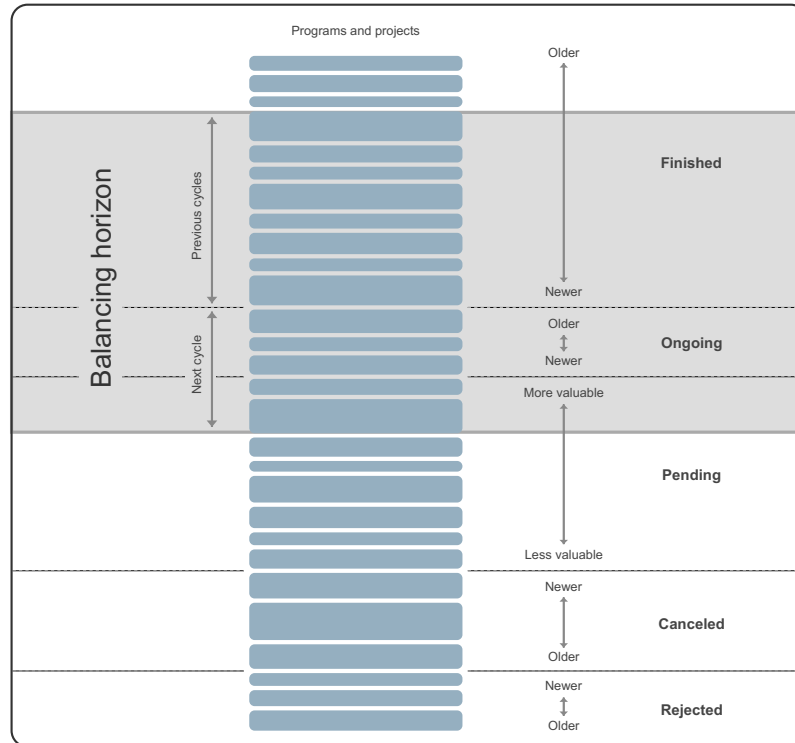 Programs and projects
Older
Finished
Balancing horizon
Previous cycles
Newer
Older
Ongoing
Newer
Next cycle
More valuable
Pending
Less valuable
Newer
Canceled
Older
Newer
Rejected
Older